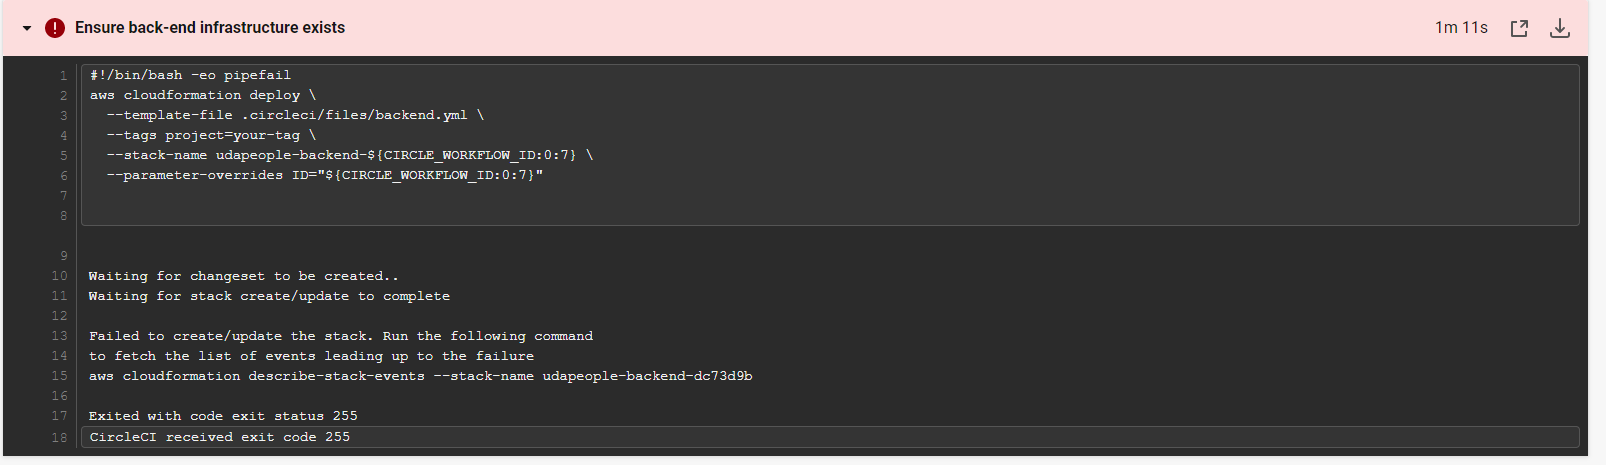 Ensure back-end infrastructure exists 1m 11s
1 #!/bin/bash -eo pipefail
2 aws cloudformation deploy \
3   --template-file .circleci/files/backend.yml \
4   --tags project=your-tag \
5   --stack-name udapeople-backend-${CIRCLE_WORKFLOW_ID:0:7} \
6   --parameter-overrides ID="${CIRCLE_WORKFLOW_ID:0:7}"
7
8
9
10 Waiting for changeset to be created..
11 Waiting for stack create/update to complete
12
13 Failed to create/update the stack. Run the following command
14 to fetch the list of events leading up to the failure
15 aws cloudformation describe-stack-events --stack-name udapeople-backend-dc73d9b
16
17 Exited with code exit status 255
18 CircleCI received exit code 255